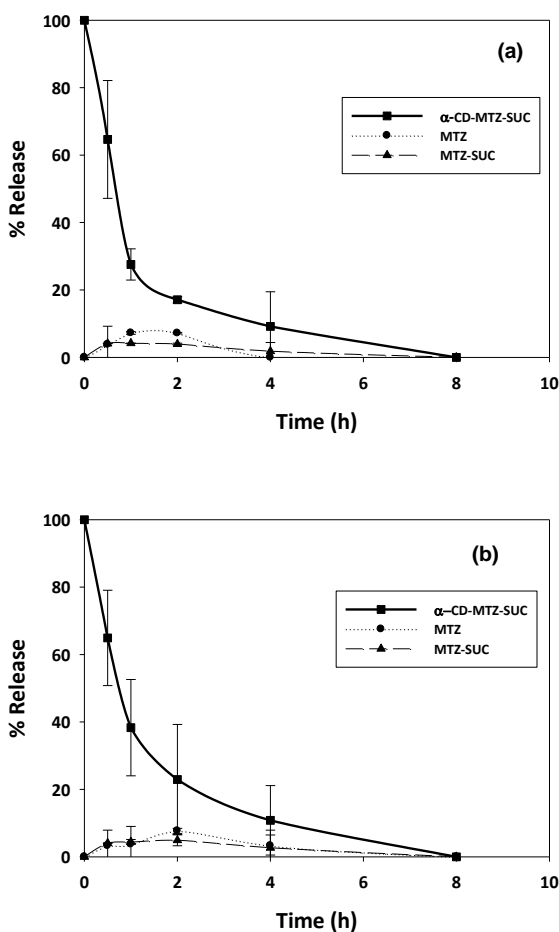 (a)
100
80
60
40
20
0
% Release
α-CD-MTZ-SUC
MTZ
MTZ-SUC
0 2 4 6 8 10
Time (h)
(b)
100
80
60
40
20
0
% Release
α–CD-MTZ-SUC
MTZ
MTZ-SUC
0 2 4 6 8 10
Time (h)